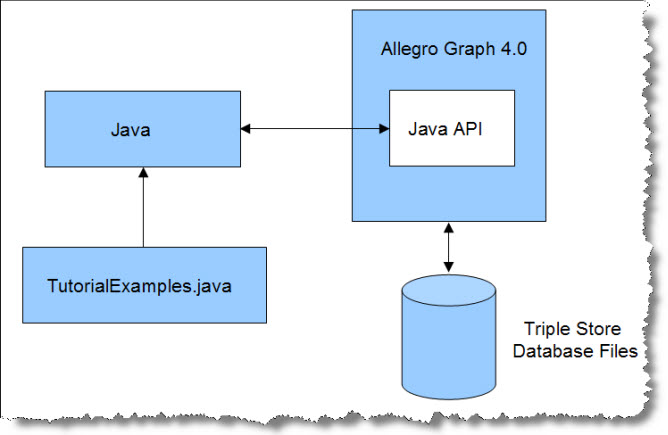 Allegro Graph 4.0
Java
Java API
TutorialExamples.java
Triple Store
Database Files